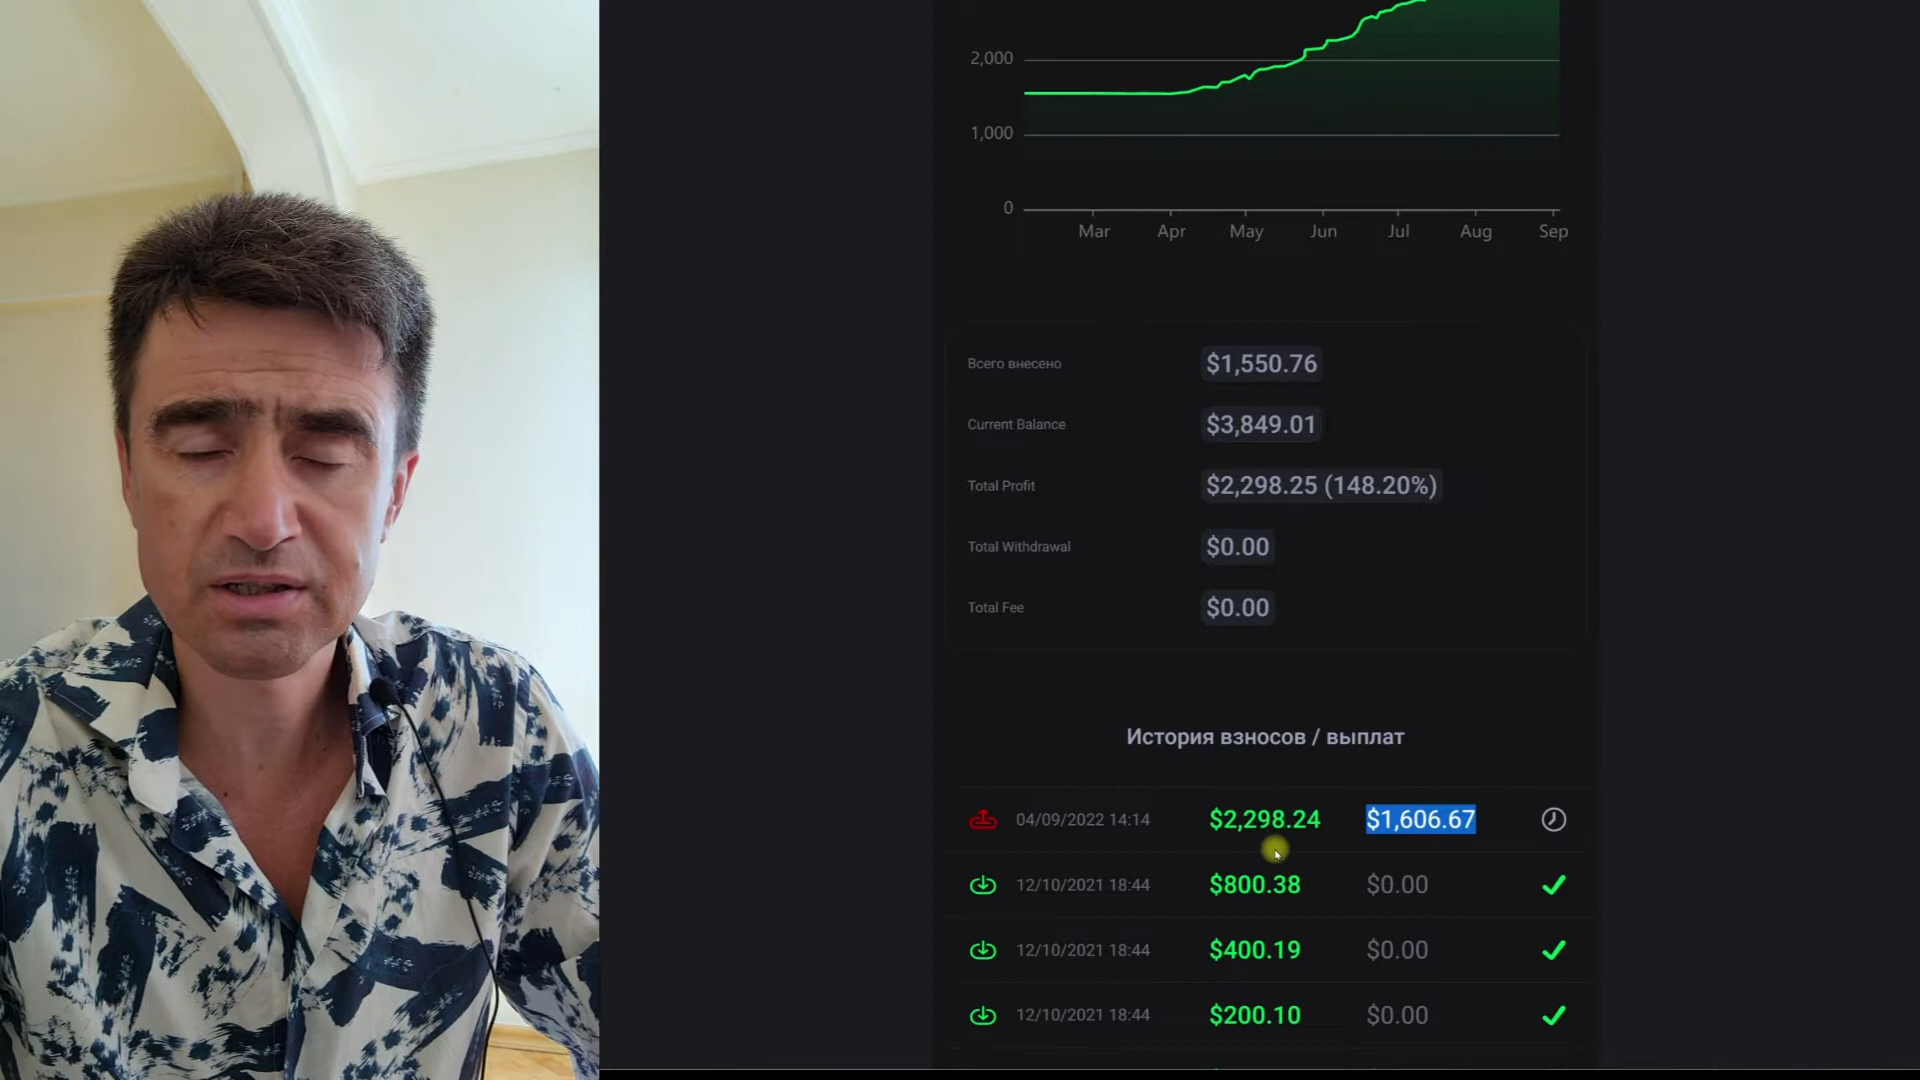 2,000
1,000
0
Mar Apr May Jun Jul Aug Sep
Всего внесено $1,550.76
Current Balance $3,849.01
Total Profit $2,298.25 (148.20%)
Total Withdrawal $0.00
Total Fee $0.00
История взносов / выплат
04/09/2022 14:14 $2,298.24 $1,606.67
12/10/2021 18:44 $800.38 $0.00
12/10/2021 18:44 $400.19 $0.00
12/10/2021 18:44 $200.10 $0.00